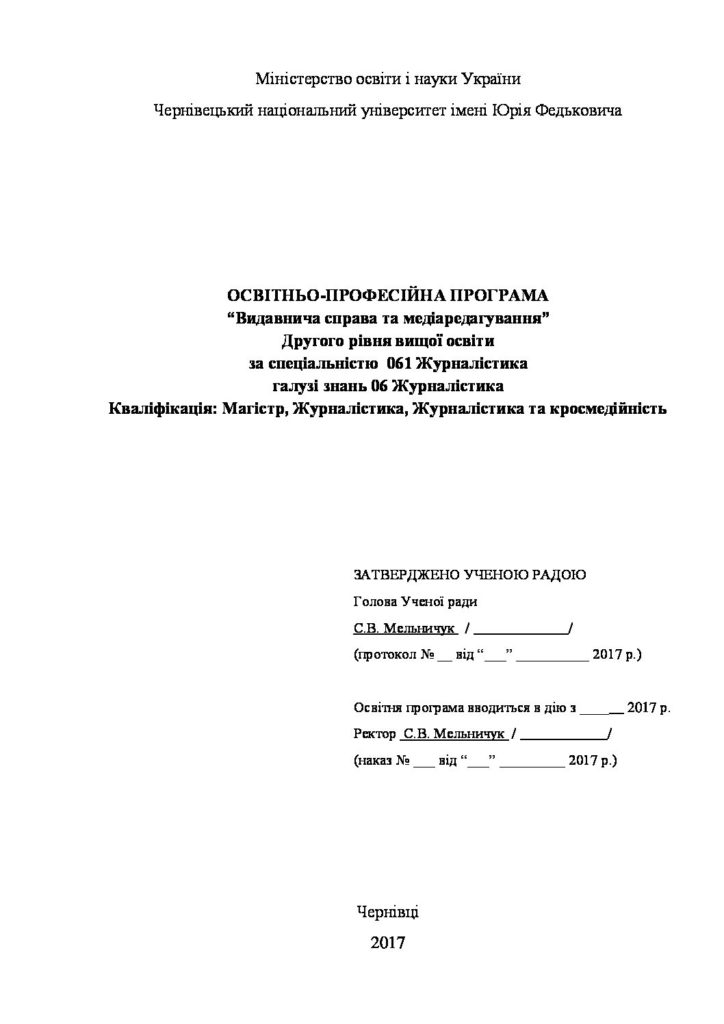 Міністерство освіти і науки України
Чернівецький національний університет імені Юрія Федьковича
ОСВІТНЬО-ПРОФЕСІЙНА ПРОГРАМА
“Видавнича справа та медіаредагування”
Другого рівня вищої освіти
за спеціальністю 061 Журналістика
галузі знань 06 Журналістика
Кваліфікація: Магістр, Журналістика, Журналістика та кросмедійність
ЗАТВЕРДЖЕНО УЧЕНОЮ РАДОЮ
Голова Ученої ради
С.В. Мельничук / _____________/
(протокол № __ від “___” __________ 2017 р.)
Освітня програма вводиться в дію з ______ 2017 р.
Ректор С.В. Мельничук / ____________/
(наказ № ___ від “___” _________ 2017 р.)
Чернівці
2017